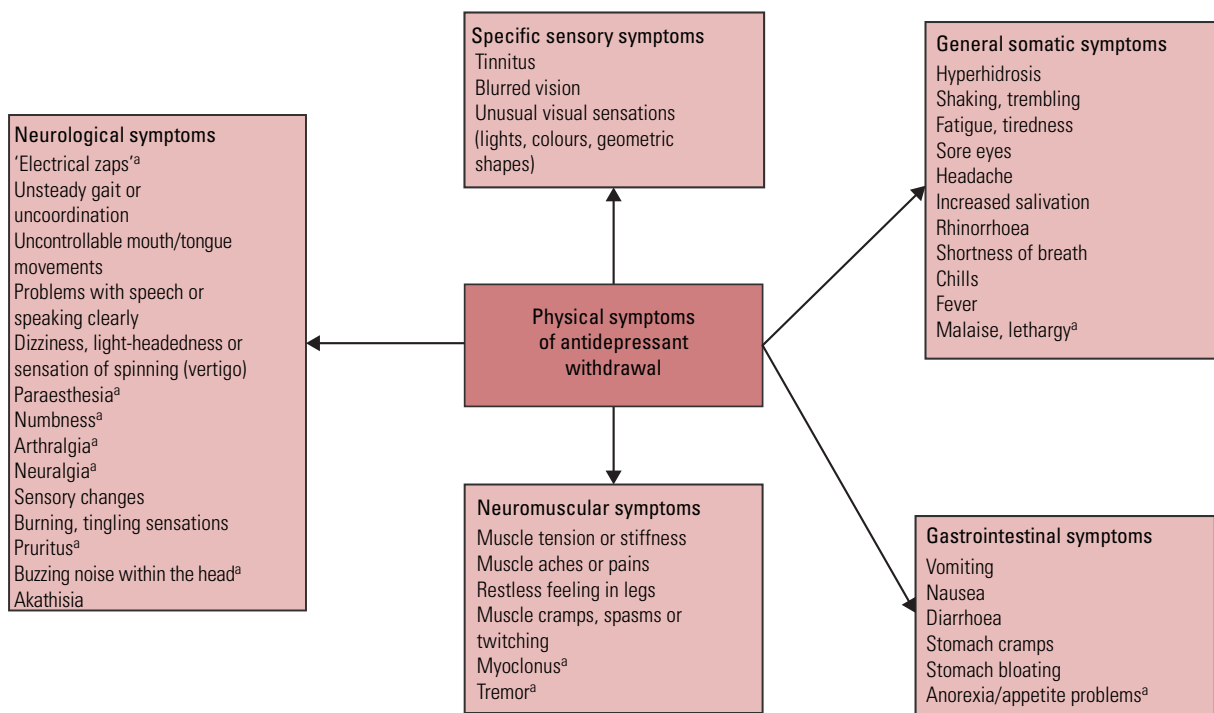 Specific sensory symptoms
Tinnitus
Blurred vision
Unusual visual sensations
(lights, colours, geometric
shapes)
General somatic symptoms
Hyperhidrosis
Shaking, trembling
Fatigue, tiredness
Sore eyes
Headache
Increased salivation
Rhinorrhoea
Shortness of breath
Chills
Fever
Malaise, lethargyᵃ
Neurological symptoms
‘Electrical zaps’ᵃ
Unsteady gait or
uncoordination
Uncontrollable mouth/tongue
movements
Problems with speech or
speaking clearly
Dizziness, light-headedness or
sensation of spinning (vertigo)
Paraesthesiaᵃ
Numbnessᵃ
Arthralgiaᵃ
Neuralgiaᵃ
Sensory changes
Burning, tingling sensations
Pruritusᵃ
Buzzing noise within the headᵃ
Akathisia
Physical symptoms
of antidepressant
withdrawal
Neuromuscular symptoms
Muscle tension or stiffness
Muscle aches or pains
Restless feeling in legs
Muscle cramps, spasms or
twitching
Myoclonusᵃ
Tremorᵃ
Gastrointestinal symptoms
Vomiting
Nausea
Diarrhoea
Stomach cramps
Stomach bloating
Anorexia/appetite problemsᵃ